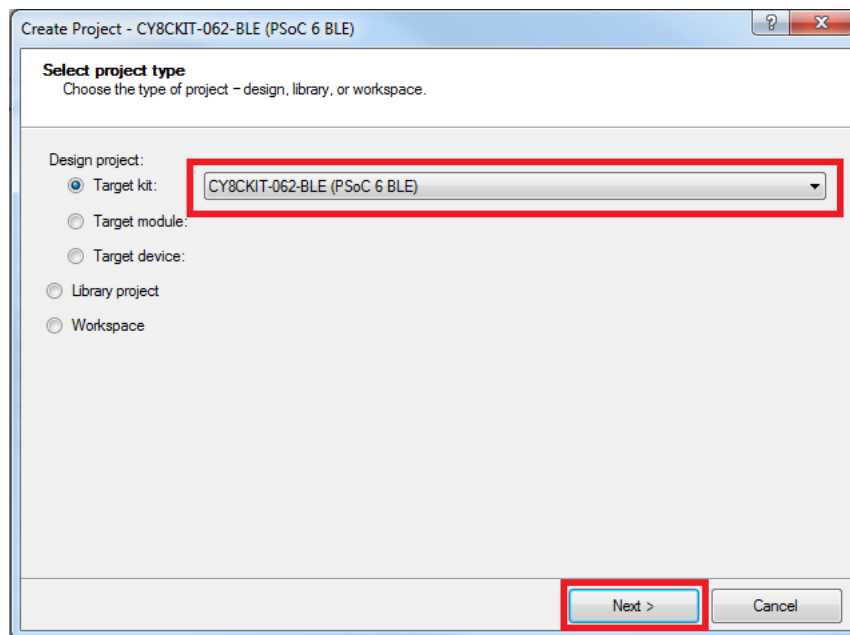 Create Project - CY8CKIT-062-BLE (PSoC 6 BLE)
Select project type
Choose the type of project – design, library, or workspace.
Design project:
Target kit: CY8CKIT-062-BLE (PSoC 6 BLE)
Target module:
Target device:
Library project
Workspace
Next > Cancel